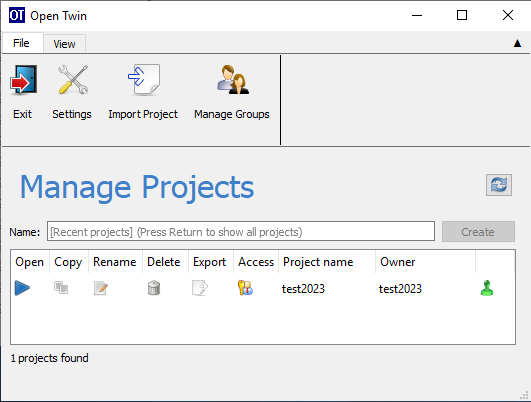 OT Open Twin
File View
Exit Settings Import Project Manage Groups
Manage Projects
Name: [Recent projects] (Press Return to show all projects) Create
Open Copy Rename Delete Export Access Project name Owner
test2023 test2023
1 projects found